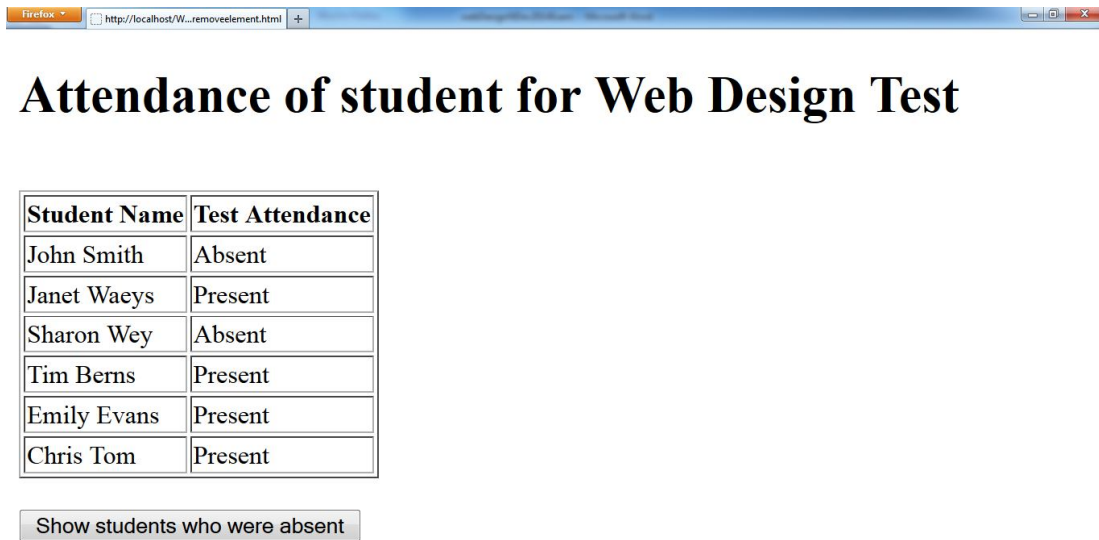 Firefox
http://localhost/W...removeelement.html +
Attendance of student for Web Design Test
Student Name Test Attendance
John Smith Absent
Janet Waeys Present
Sharon Wey Absent
Tim Berns Present
Emily Evans Present
Chris Tom Present
Show students who were absent